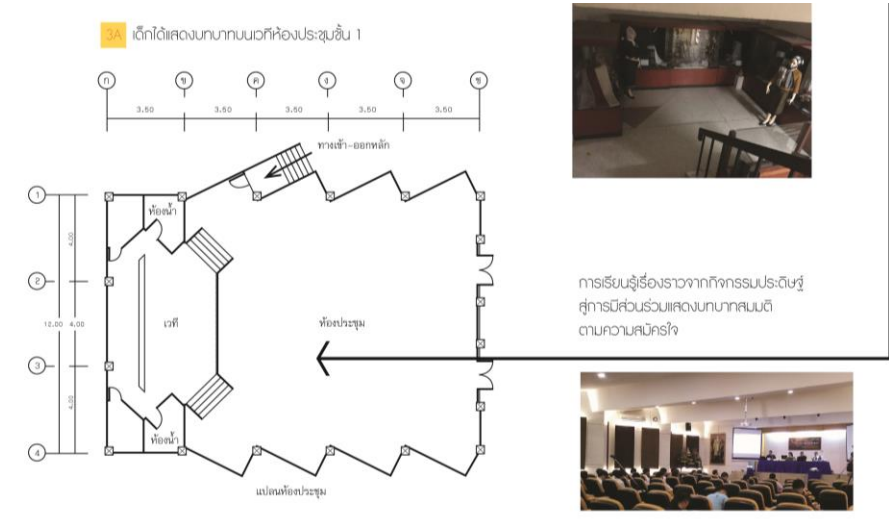 3A เด็กได้แสดงบทบาทบนเวทีห้องประชุมชั้น 1
ก ข ค ง จ ช
3.50 3.50 3.50 3.50 3.50
ทางเข้า-ออกหลัก
1
ห้องน้ำ
4.00
2
12.00 4.00
เวที
ห้องประชุม
3
4.00
ห้องน้ำ
4
แปลนห้องประชุม
การเรียนรู้เรื่องราวจากกิจกรรมประดิษฐ์
สู่การมีส่วนร่วมแสดงบทบาทสมมติ
ตามความสมัครใจ